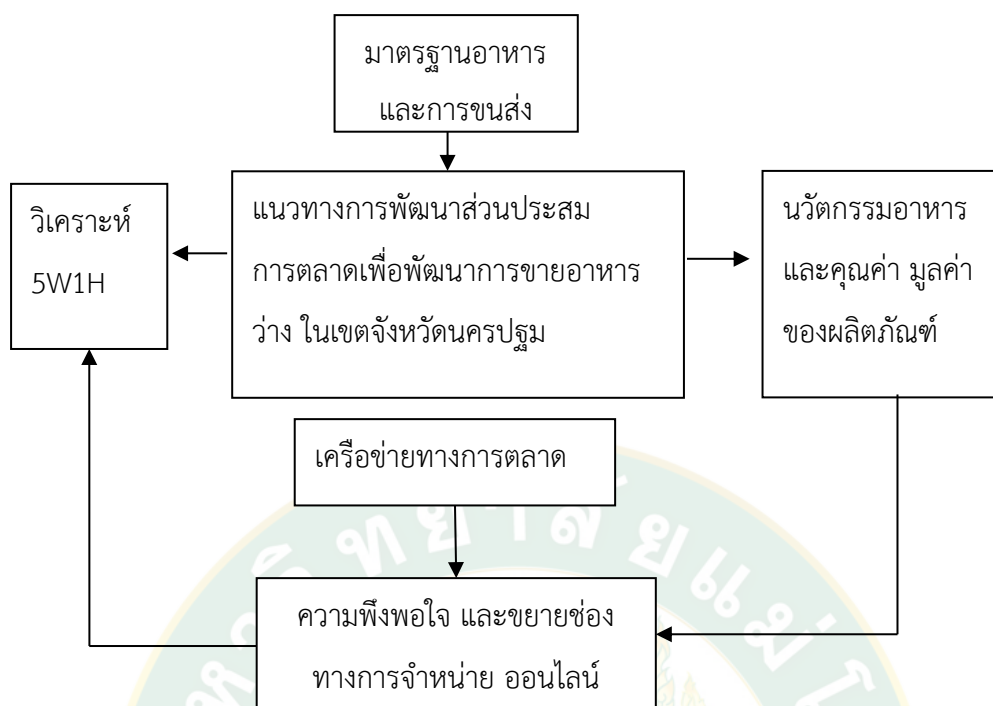 มาตรฐานอาหาร
และการขนส่ง
วิเคราะห์
5W1H
แนวทางการพัฒนาส่วนประสม
การตลาดเพื่อพัฒนาการขายอาหาร
ว่าง ในเขตจังหวัดนครปฐม
นวัตกรรมอาหาร
และคุณค่า มูลค่า
ของผลิตภัณฑ์
เครือข่ายทางการตลาด
ความพึงพอใจ และขยายช่อง
ทางการจำหน่าย ออนไลน์